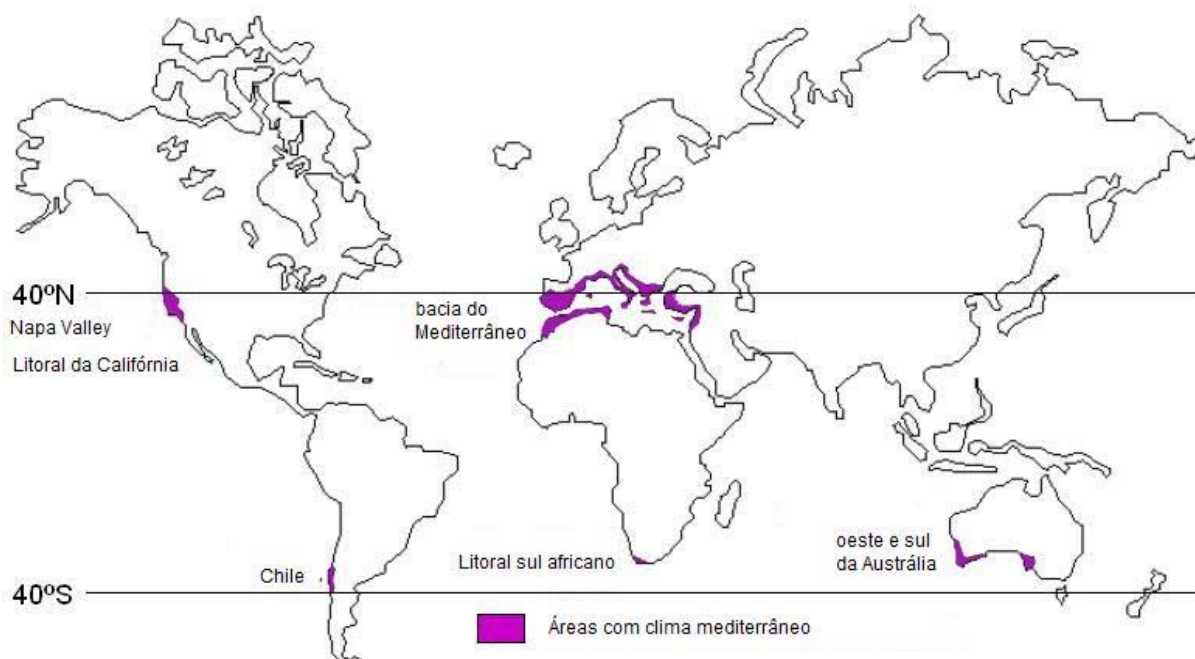 40ºN
Napa Valley
Litoral da Califórnia
bacia do
Mediterrâneo
Chile
Litoral sul africano
oeste e sul
da Austrália
40ºS
Áreas com clima mediterrâneo